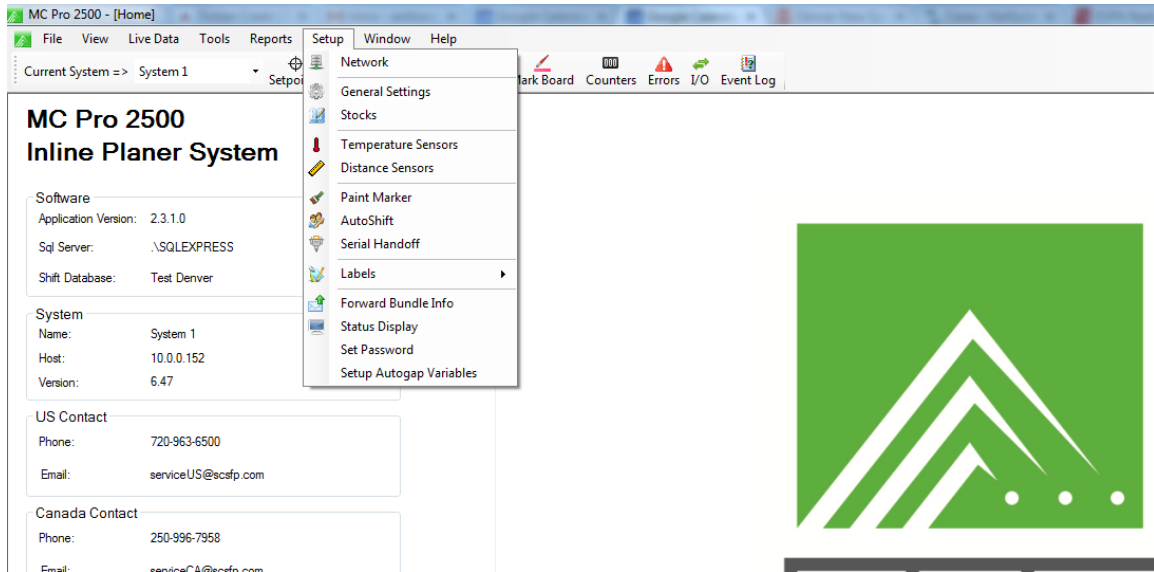 MC Pro 2500 - [Home]
File View Live Data Tools Reports Setup Window Help
Current System => System 1 Setpoi Mark Board Counters Errors I/O Event Log
Network
General Settings
Stocks
Temperature Sensors
Distance Sensors
Paint Marker
AutoShift
Serial Handoff
Labels
Forward Bundle Info
Status Display
Set Password
Setup Autogap Variables
MC Pro 2500
Inline Planer System
Software
Application Version: 2.3.1.0
Sql Server: .\SQLEXPRESS
Shift Database: Test Denver
System
Name: System 1
Host: 10.0.0.152
Version: 6.47
US Contact
Phone: 720-963-6500
Email: serviceUS@scsfp.com
Canada Contact
Phone: 250-996-7958
Email: serviceCA@scsfp.com